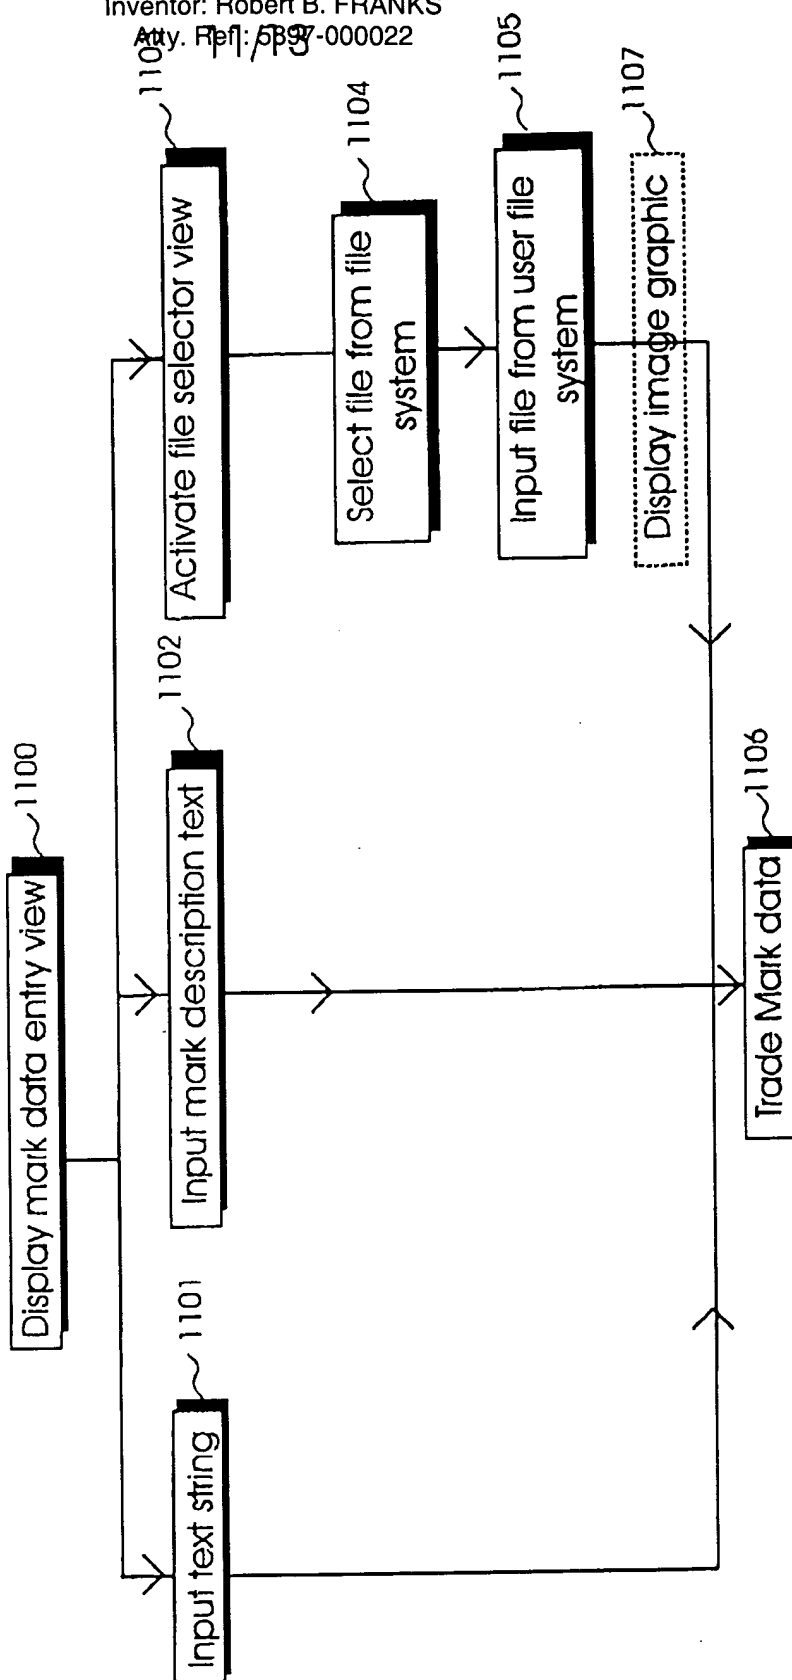 Inventor: Robert B. FRANKS
Atty. Ref.: 5897-000022
11/13
Display mark data entry view
1100
Input text string
1101
Input mark description text
1102
Activate file selector view
Select file from file
system
1104
Input file from user file
system
1105
Display image graphic
1107
Trade Mark data
1106